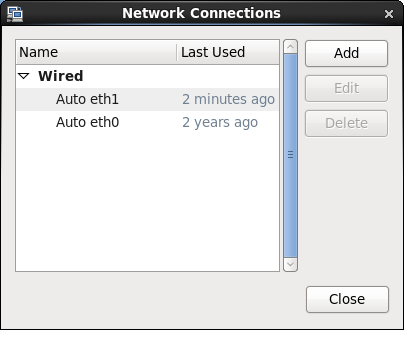 Network Connections
Name Last Used Add
Wired
Edit
Auto eth1 2 minutes ago
Auto eth0 2 years ago Delete
Close